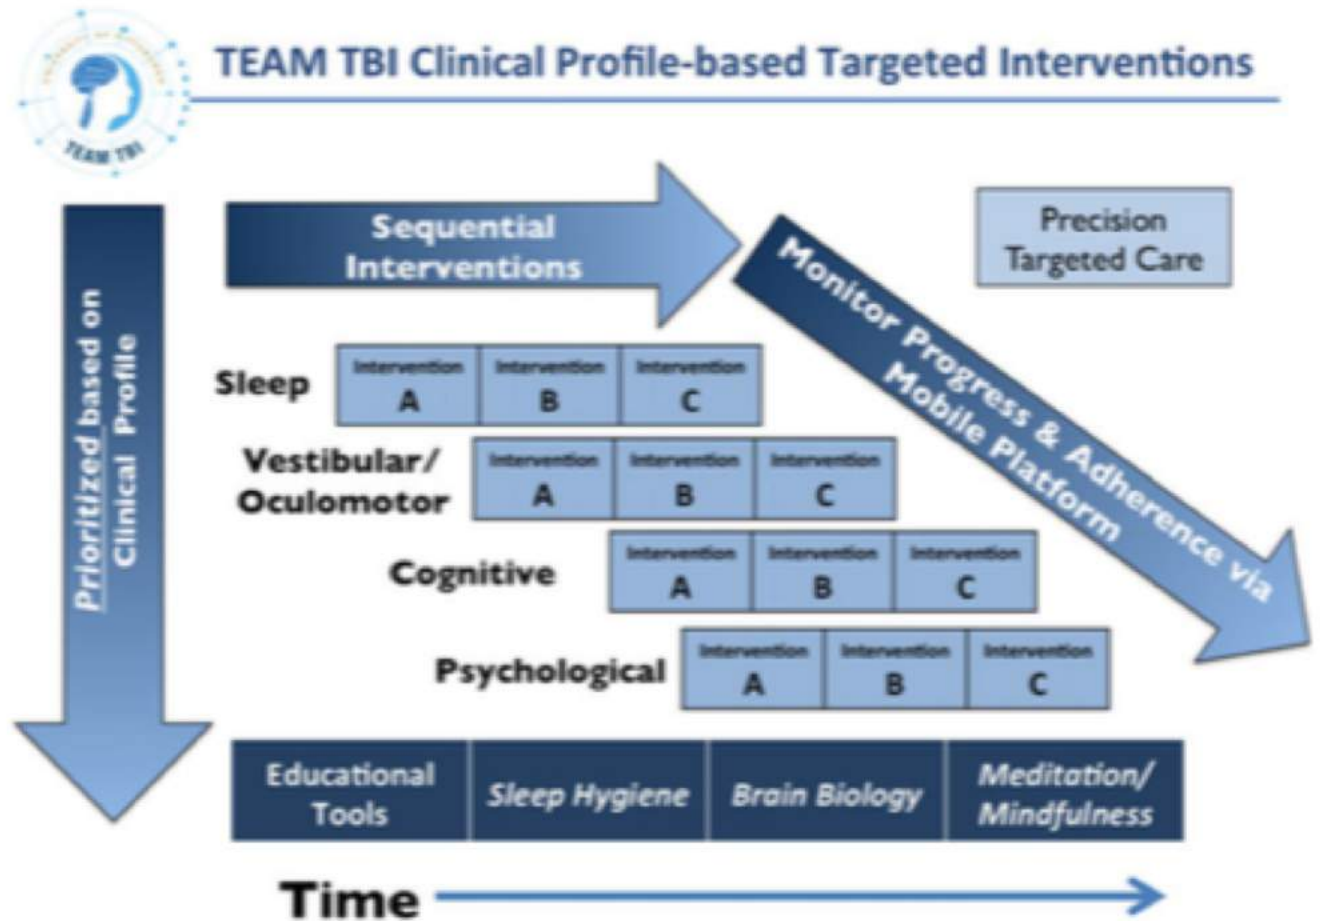 TEAM TBI Clinical Profile-based Targeted Interventions
TEAM TBI
Prioritized based on
Clinical Profile
Sequential
Interventions
Precision
Targeted Care
Monitor Progress & Adherence via
Mobile Platform
Sleep
Intervention
A
Intervention
B
Intervention
C
Vestibular/
Oculomotor
Intervention
A
Intervention
B
Intervention
C
Cognitive
Intervention
A
Intervention
B
Intervention
C
Psychological
Intervention
A
Intervention
B
Intervention
C
Educational
Tools
Sleep Hygiene
Brain Biology
Meditation/
Mindfulness
Time